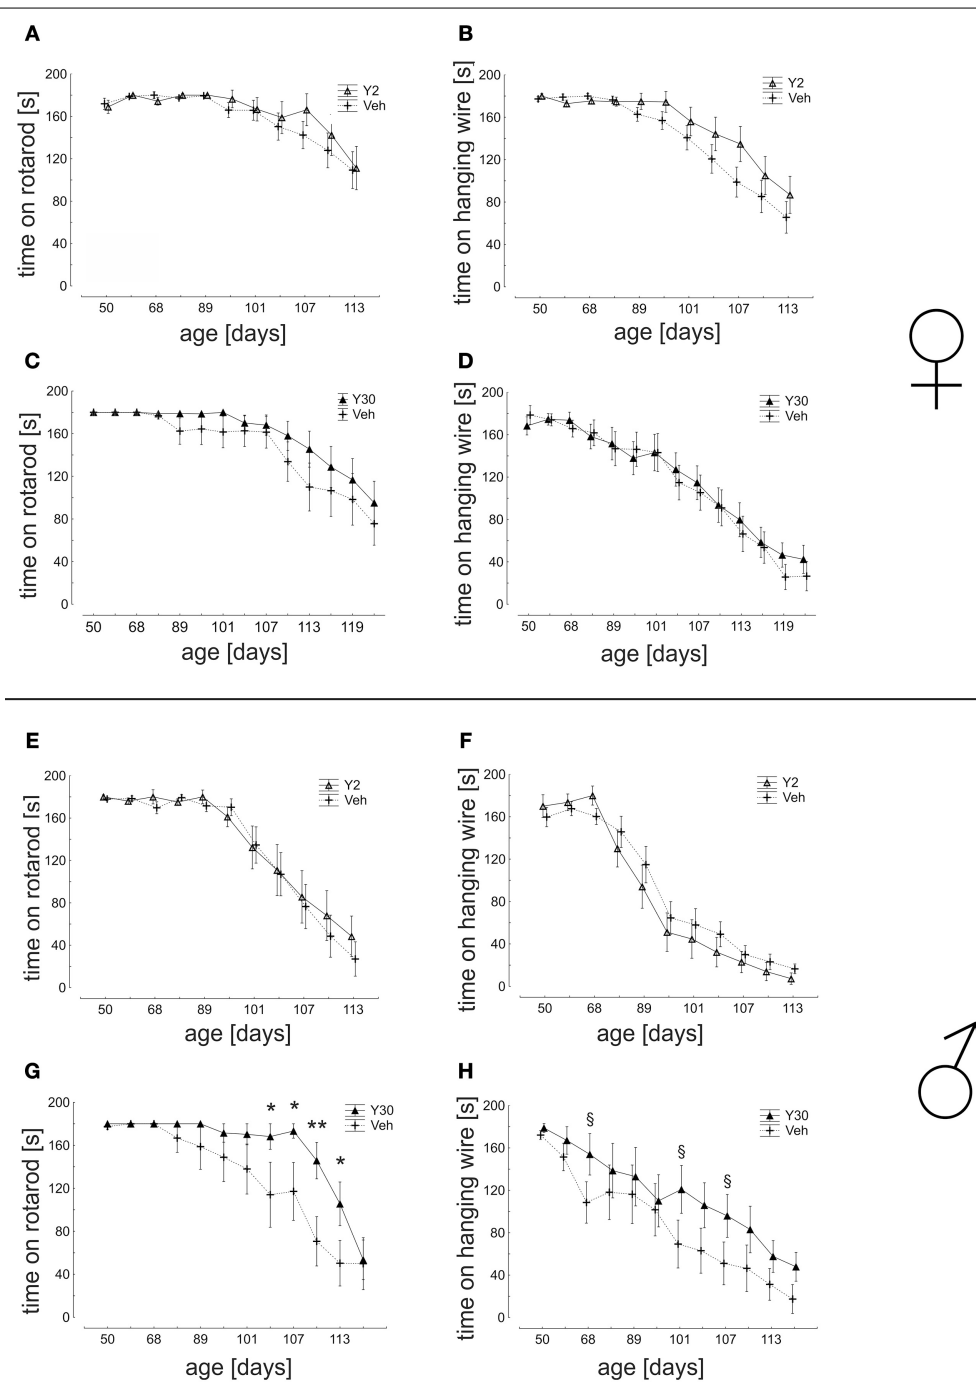 A
time on rotarod [s]
200
160
120
80
40
0
50 68 89 101 107 113
age [days]
Y2
Veh
B
time on hanging wire [s]
200
160
120
80
40
0
50 68 89 101 107 113
age [days]
Y2
Veh
C
time on rotarod [s]
200
160
120
80
40
0
50 68 89 101 107 113 119
age [days]
Y30
Veh
D
time on hanging wire [s]
200
160
120
80
40
0
50 68 89 101 107 113 119
age [days]
Y30
Veh
E
time on rotarod [s]
200
160
120
80
40
0
50 68 89 101 107 113
age [days]
Y2
Veh
F
time on hanging wire [s]
200
160
120
80
40
0
50 68 89 101 107 113
age [days]
Y2
Veh
G
time on rotarod [s]
200
160
120
80
40
0
50 68 89 101 107 113
age [days]
* * ** *
Y30
Veh
H
time on hanging wire [s]
200
160
120
80
40
0
50 68 89 101 107 113
age [days]
§ § §
Y30
Veh